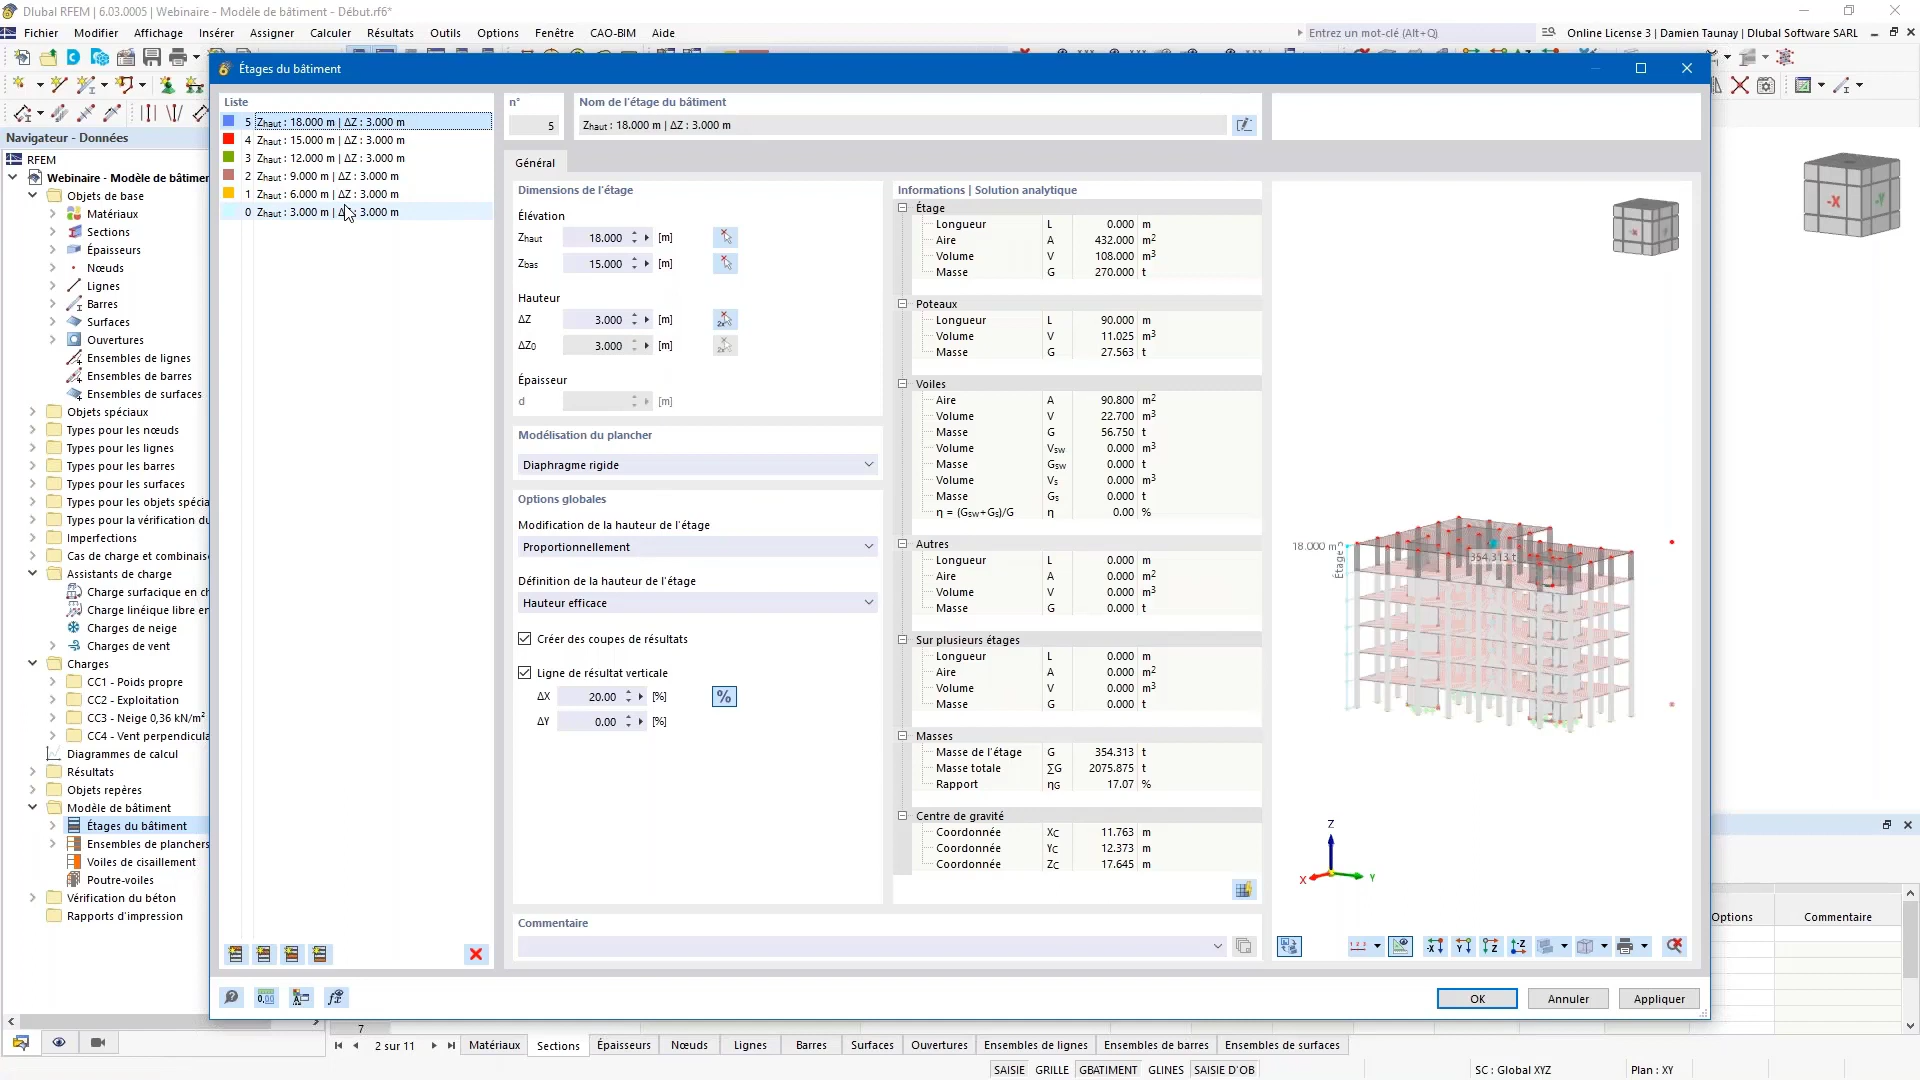 Dlubal RFEM | 6.03.0005 | Webinaire - Modèle de bâtiment - Début.rf6*
Fichier Modifier Affichage Insérer Assigner Calculer Résultats Outils Options Fenêtre CAO-BIM Aide
Entrez un mot-clé (Alt+Q)
Online License 3 | Damien Taunay | Dlubal Software SARL
Navigateur - Données
RFEM
Webinaire - Modèle de bâtimer
Objets de base
Matériaux
Sections
Épaisseurs
Nœuds
Lignes
Barres
Surfaces
Ouvertures
Ensembles de lignes
Ensembles de barres
Ensembles de surfaces
Objets spéciaux
Types pour les nœuds
Types pour les lignes
Types pour les barres
Types pour les surfaces
Types pour les objets spécia
Types pour la vérification du
Imperfections
Cas de charge et combinais
Assistants de charge
Charge surfacique en ch
Charge linéique libre en
Charges de neige
Charges de vent
Charges
CC1 - Poids propre
CC2 - Exploitation
CC3 - Neige 0,36 kN/m²
CC4 - Vent perpendicula
Diagrammes de calcul
Résultats
Objets repères
Modèle de bâtiment
Étages du bâtiment
Ensembles de planchers
Voiles de cisaillement
Poutre-voiles
Vérification du béton
Rapports d'impression
Étages du bâtiment
Liste
5 Zhaut : 18.000 m | ΔZ : 3.000 m
4 Zhaut : 15.000 m | ΔZ : 3.000 m
3 Zhaut : 12.000 m | ΔZ : 3.000 m
2 Zhaut : 9.000 m | ΔZ : 3.000 m
1 Zhaut : 6.000 m | ΔZ : 3.000 m
0 Zhaut : 3.000 m | ΔZ : 3.000 m
n°
5
Nom de l'étage du bâtiment
Zhaut : 18.000 m | ΔZ : 3.000 m
Général
Dimensions de l'étage
Élévation
Zhaut 18.000 [m]
Zbas 15.000 [m]
Hauteur
ΔZ 3.000 [m]
ΔZ0 3.000 [m]
Épaisseur
d [m]
Modélisation du plancher
Diaphragme rigide
Options globales
Modification de la hauteur de l'étage
Proportionnellement
Définition de la hauteur de l'étage
Hauteur efficace
Créer des coupes de résultats
Ligne de résultat verticale
ΔX 20.00 [%] %
ΔY 0.00 [%]
Informations | Solution analytique
Étage
Longueur L 0.000 m
Aire A 432.000 m2
Volume V 108.000 m3
Masse G 270.000 t
Poteaux
Longueur L 90.000 m
Volume V 11.025 m3
Masse G 27.563 t
Voiles
Aire A 90.800 m2
Volume V 22.700 m3
Masse G 56.750 t
Volume Vsw 0.000 m3
Masse Gsw 0.000 t
Volume Vs 0.000 m3
Masse Gs 0.000 t
η = (Gsw+Gs)/G η 0.00 %
Autres
Longueur L 0.000 m
Aire A 0.000 m2
Volume V 0.000 m3
Masse G 0.000 t
Sur plusieurs étages
Longueur L 0.000 m
Aire A 0.000 m2
Volume V 0.000 m3
Masse G 0.000 t
Masses
Masse de l'étage G 354.313 t
Masse totale ∑G 2075.875 t
Rapport ηG 17.07 %
Centre de gravité
Coordonnée XC 11.763 m
Coordonnée YC 12.373 m
Coordonnée ZC 17.645 m
Commentaire
18.000 m
Étage
354.313 t
Z
X
Y
-X
-Y
OK Annuler Appliquer
Options Commentaire
7
2 sur 11
Matériaux Sections Épaisseurs Nœuds Lignes Barres Surfaces Ouvertures Ensembles de lignes Ensembles de barres Ensembles de surfaces
SAISIE GRILLE GBATIMENT GLINES SAISIE D'OB
SC : Global XYZ
Plan : XY